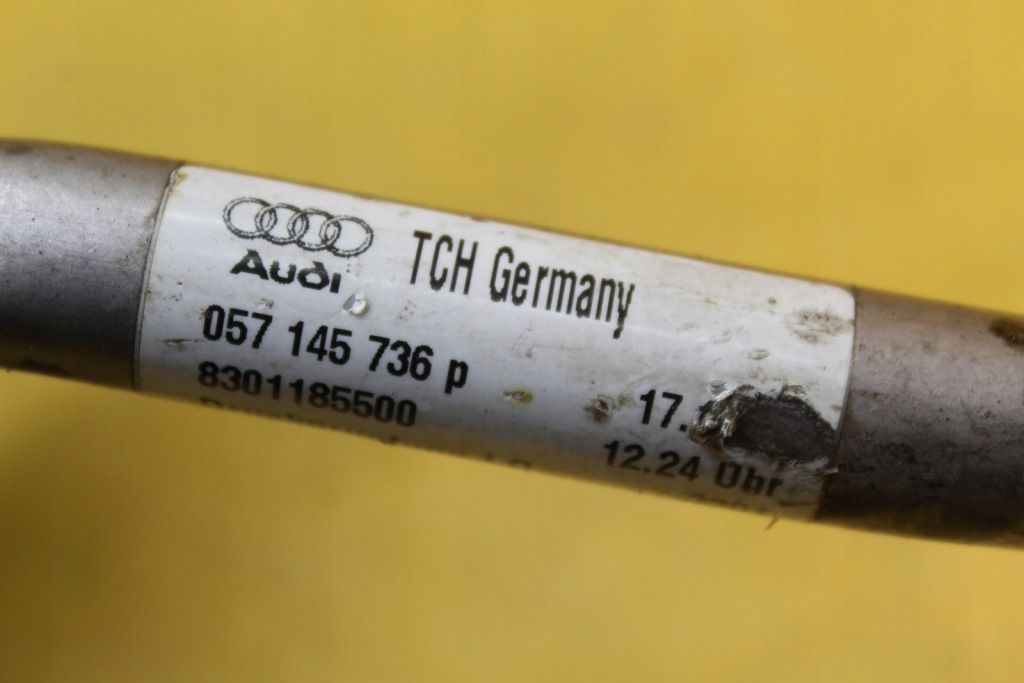 Audi TCH Germany
057 145 736 p
8301185500 17.
12.24 Uhr